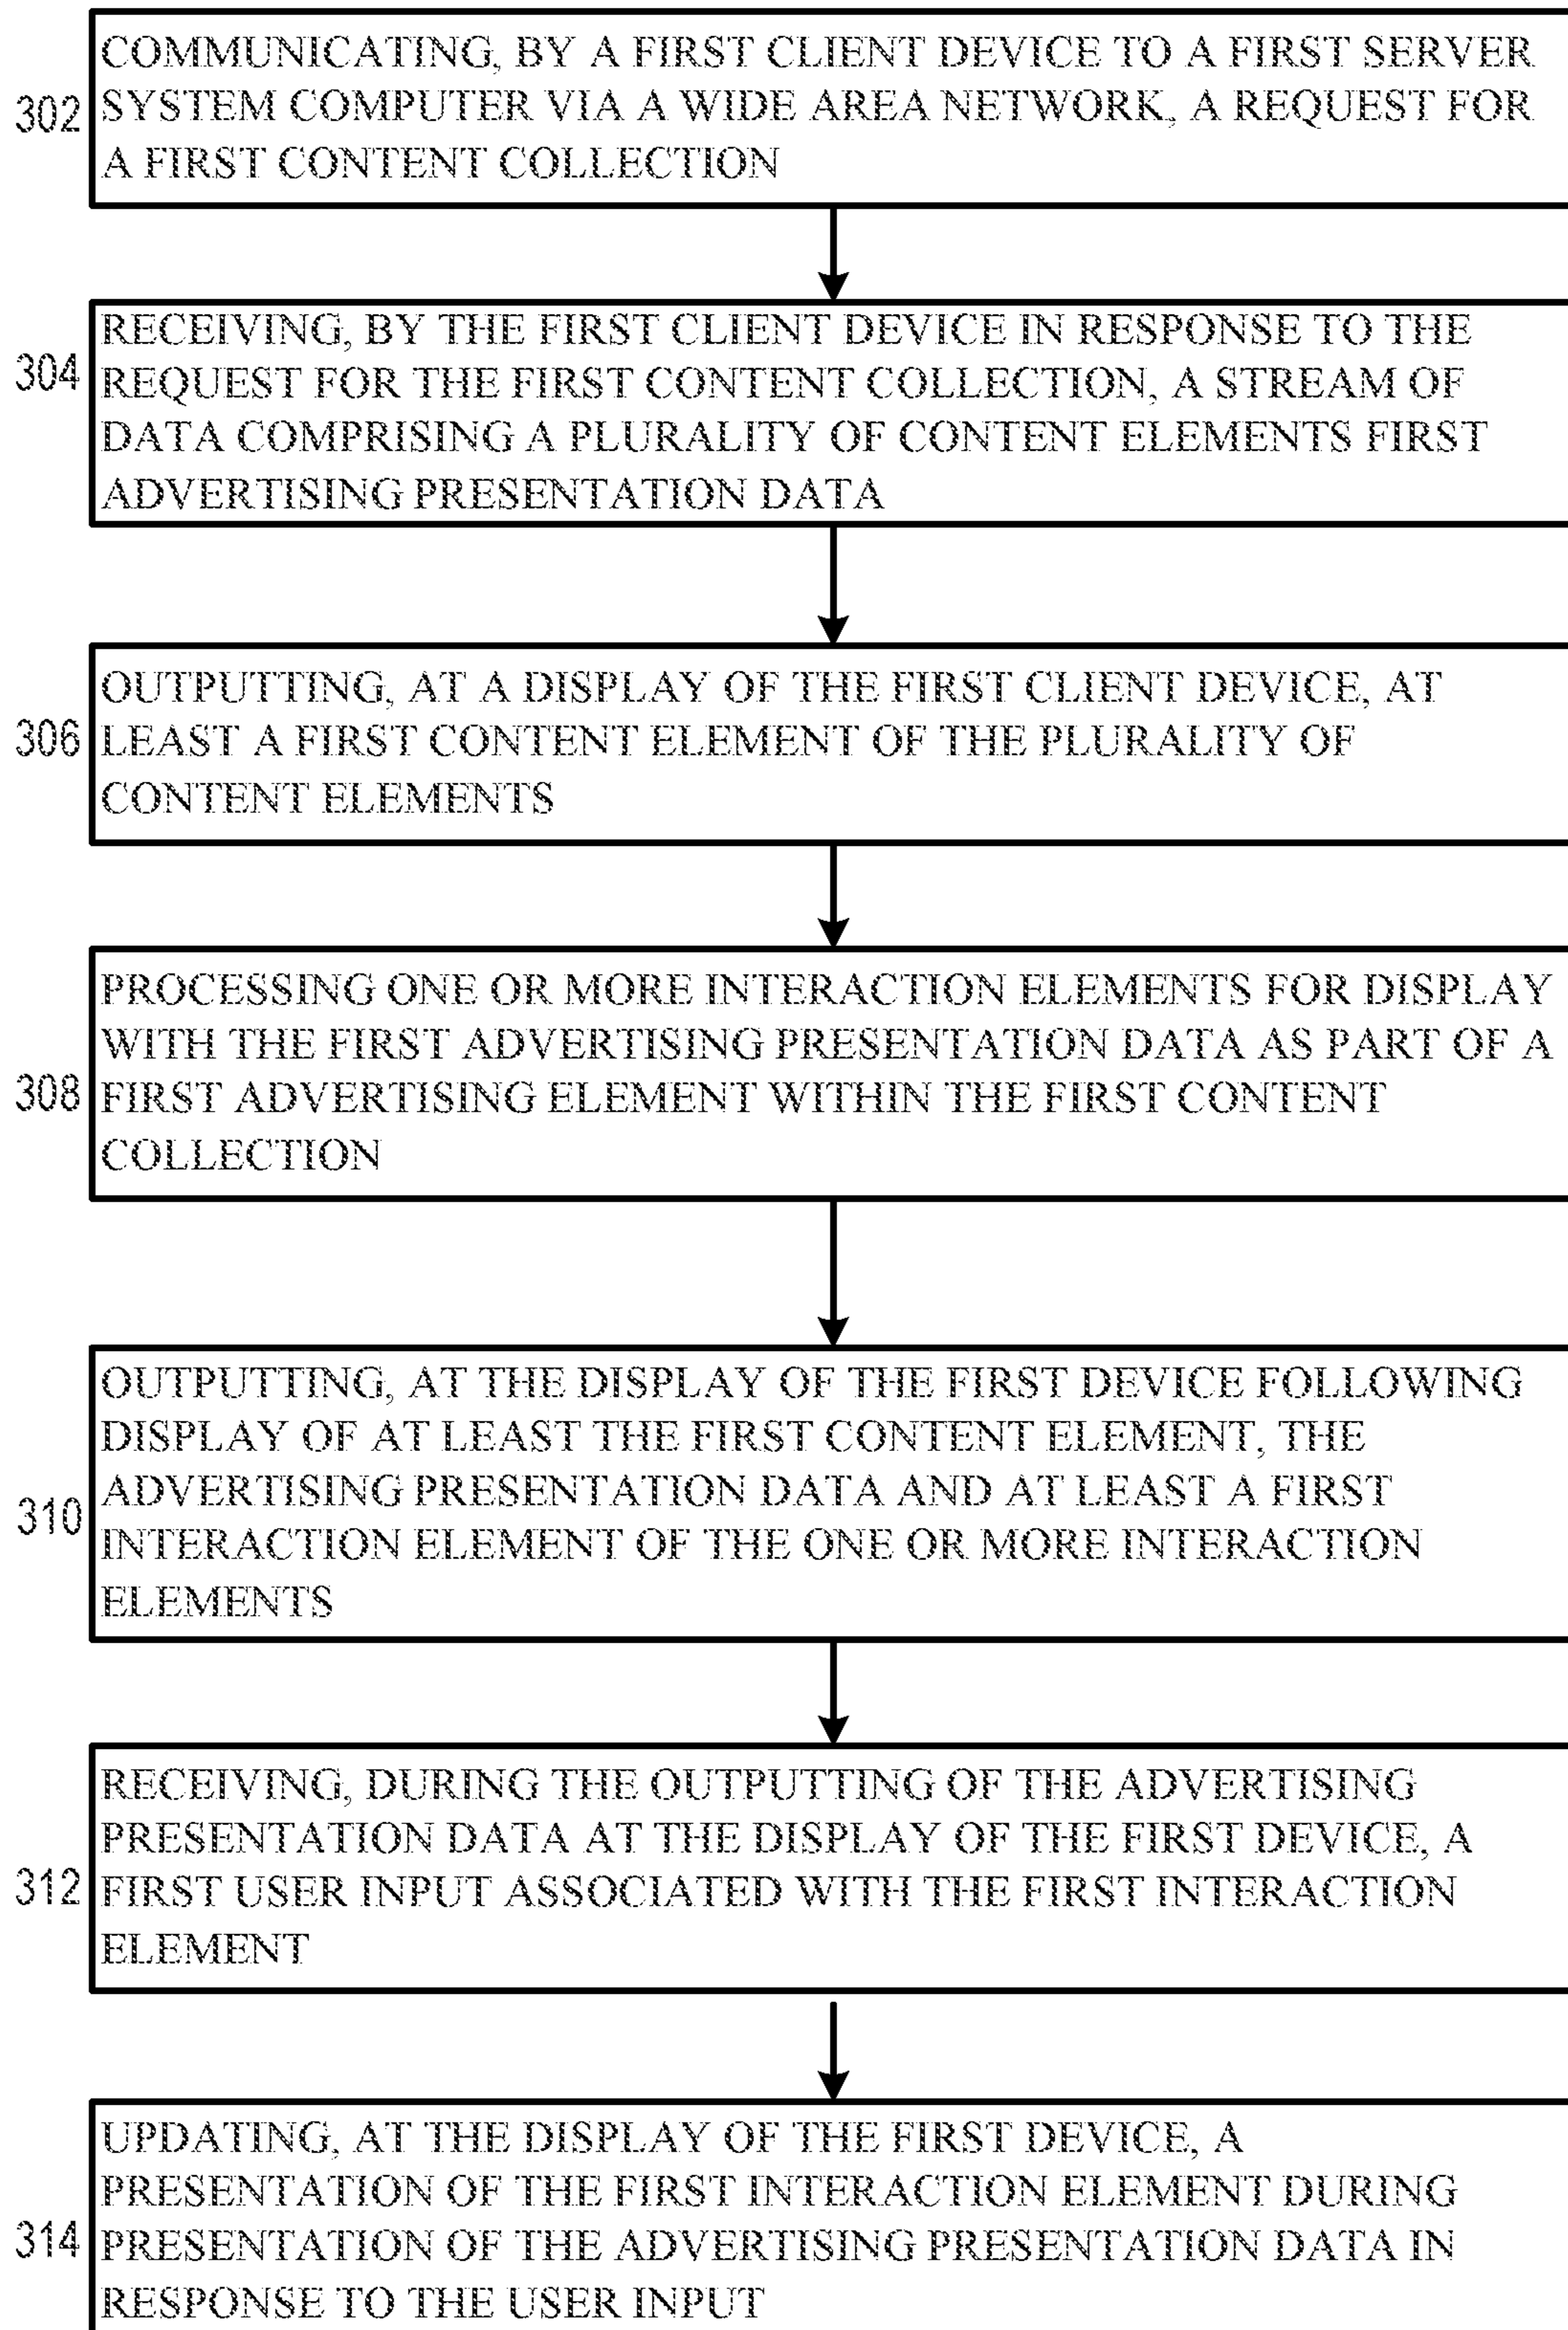 COMMUNICATING, BY A FIRST CLIENT DEVICE TO A FIRST SERVER
302
SYSTEM COMPUTER VIA A WIDE AREA NETWORK, A REQUEST FOR
A FIRST CONTENT COLLECTION
RECEIVING, BY THE FIRST CLIENT DEVICE IN RESPONSE TO THE
304
REQUEST FOR THE FIRST CONTENT COLLECTION, A STREAM OF
DATA COMPRISING A PLURALITY OF CONTENT ELEMENTS FIRST
ADVERTISING PRESENTATION DATA
OUTPUTTING, AT A DISPLAY OF THE FIRST CLIENT DEVICE, AT
306
LEAST A FIRST CONTENT ELEMENT OF THE PLURALITY OF
CONTENT ELEMENTS
PROCESSING ONE OR MORE INTERACTION ELEMENTS FOR DISPLAY
WITH THE FIRST ADVERTISING PRESENTATION DATA AS PART OF A
308
FIRST ADVERTISING ELEMENT WITHIN THE FIRST CONTENT
COLLECTION
OUTPUTTING, AT THE DISPLAY OF THE FIRST DEVICE FOLLOWING
DISPLAY OF AT LEAST THE FIRST CONTENT ELEMENT, THE
ADVERTISING PRESENTATION DATA AND AT LEAST A FIRST
310
INTERACTION ELEMENT OF THE ONE OR MORE INTERACTION
ELEMENTS
RECEIVING, DURING THE OUTPUTTING OF THE ADVERTISING
PRESENTATION DATA AT THE DISPLAY OF THE FIRST DEVICE, A
312
FIRST USER INPUT ASSOCIATED WITH THE FIRST INTERACTION
ELEMENT
UPDATING, AT THE DISPLAY OF THE FIRST DEVICE, A
PRESENTATION OF THE FIRST INTERACTION ELEMENT DURING
314
PRESENTATION OF THE ADVERTISING PRESENTATION DATA IN
RESPONSE TO THE USER INPUT